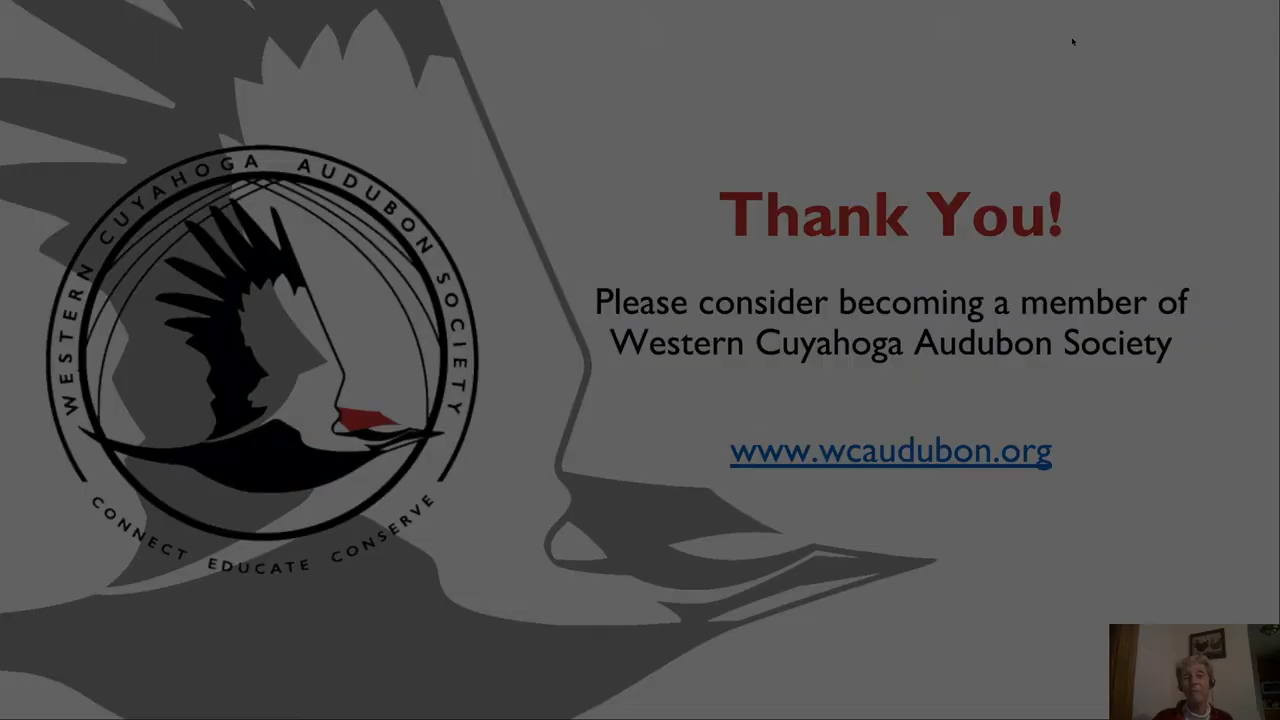 WESTERN CUYAHOGA AUDUBON SOCIETY
CONNECT EDUCATE CONSERVE
Thank You!
Please consider becoming a member of
Western Cuyahoga Audubon Society
www.wcaudubon.org